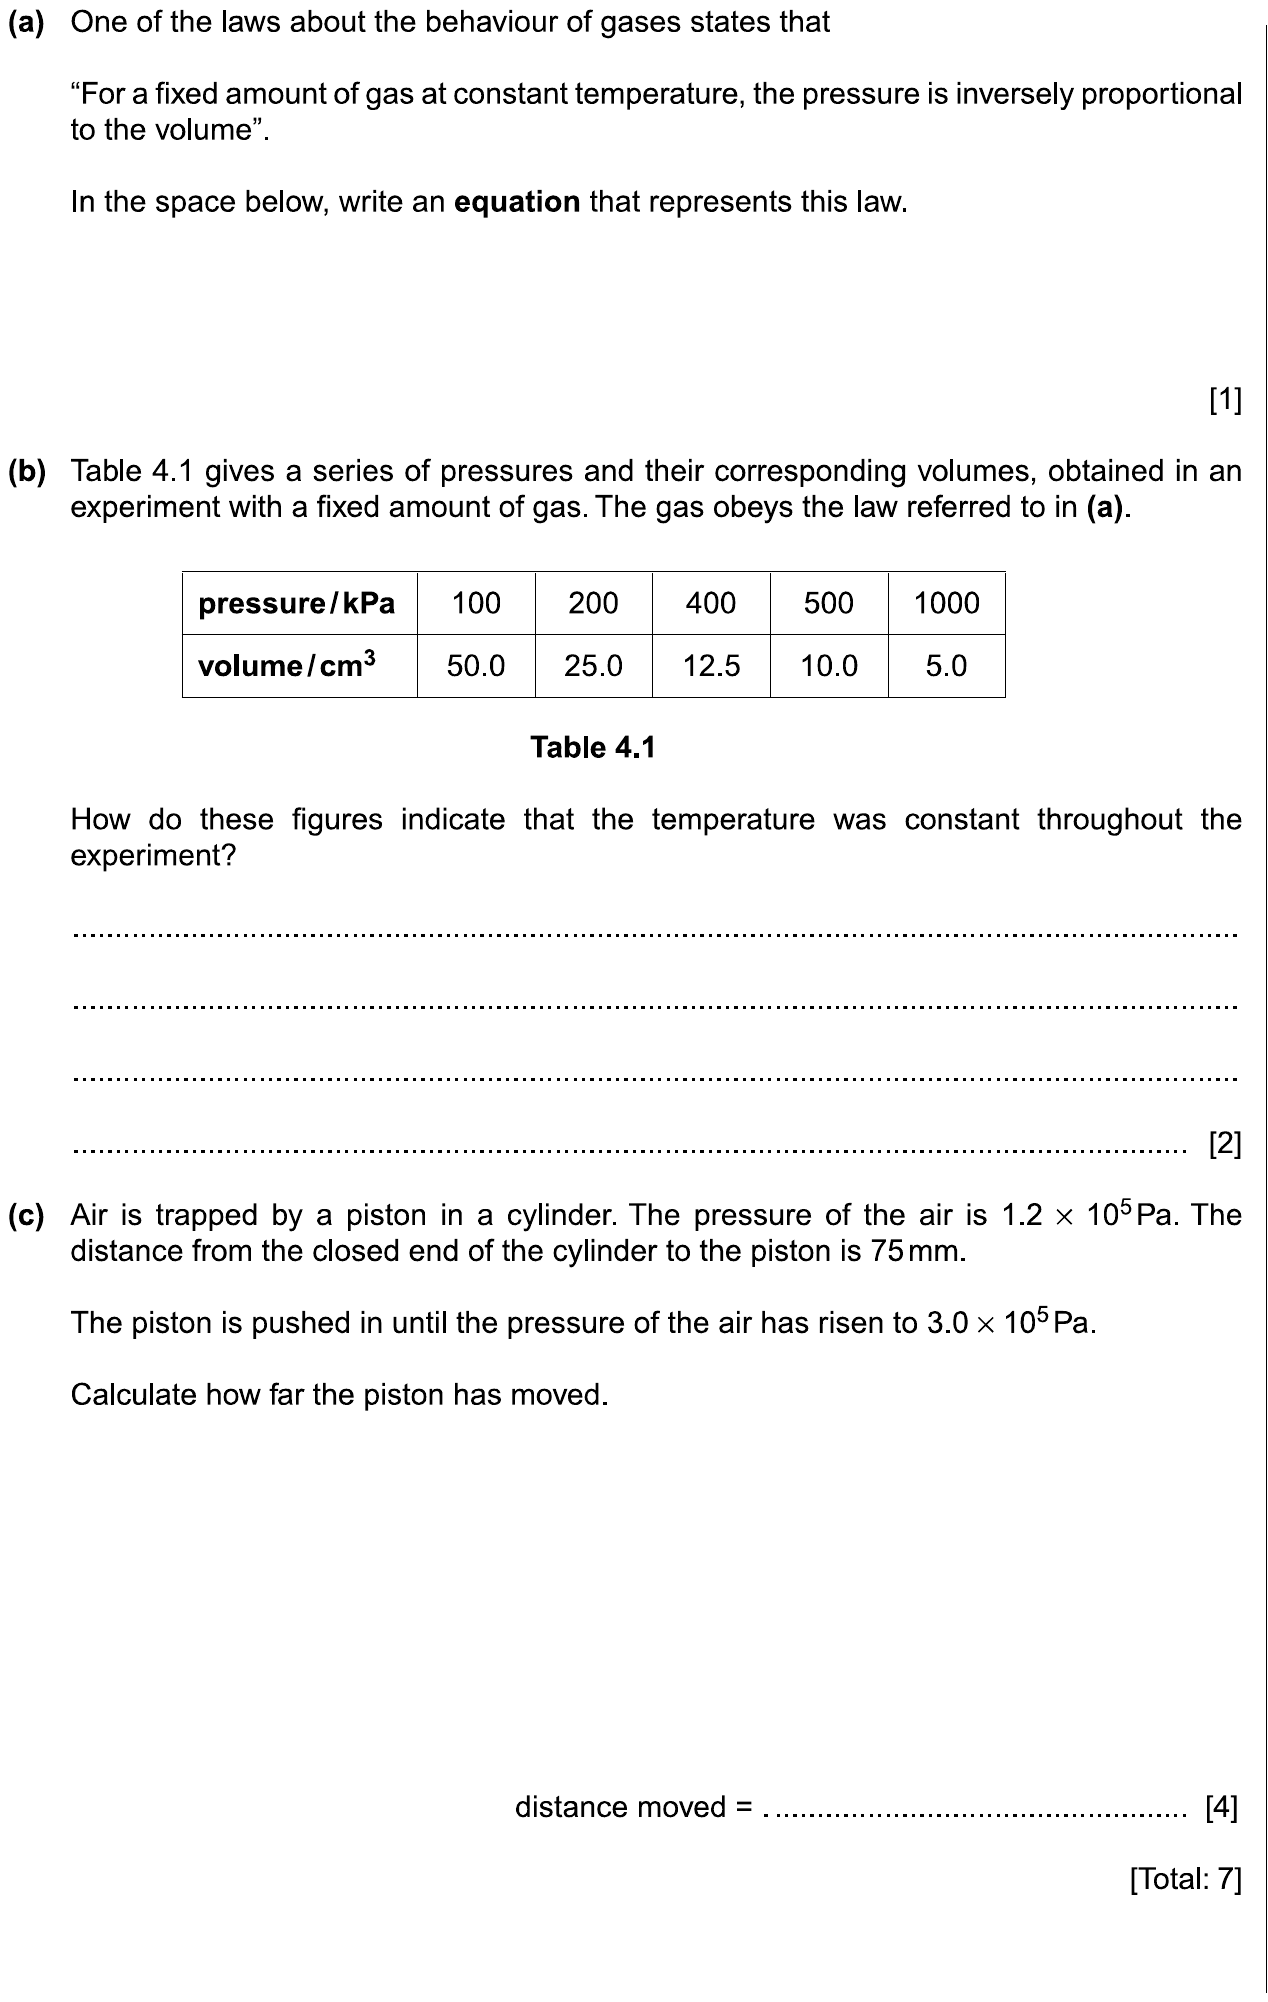 (a) One of the laws about the behaviour of gases states that
“For a fixed amount of gas at constant temperature, the pressure is inversely proportional
to the volume”.
In the space below, write an equation that represents this law.
[1]
(b) Table 4.1 gives a series of pressures and their corresponding volumes, obtained in an
experiment with a fixed amount of gas. The gas obeys the law referred to in (a).
pressure/kPa 100 200 400 500 1000
volume/cm³ 50.0 25.0 12.5 10.0 5.0
Table 4.1
How do these figures indicate that the temperature was constant throughout the
experiment?
[2]
(c) Air is trapped by a piston in a cylinder. The pressure of the air is 1.2 × 10⁵ Pa. The
distance from the closed end of the cylinder to the piston is 75 mm.
The piston is pushed in until the pressure of the air has risen to 3.0 × 10⁵ Pa.
Calculate how far the piston has moved.
distance moved = .................................................. [4]
[Total: 7]